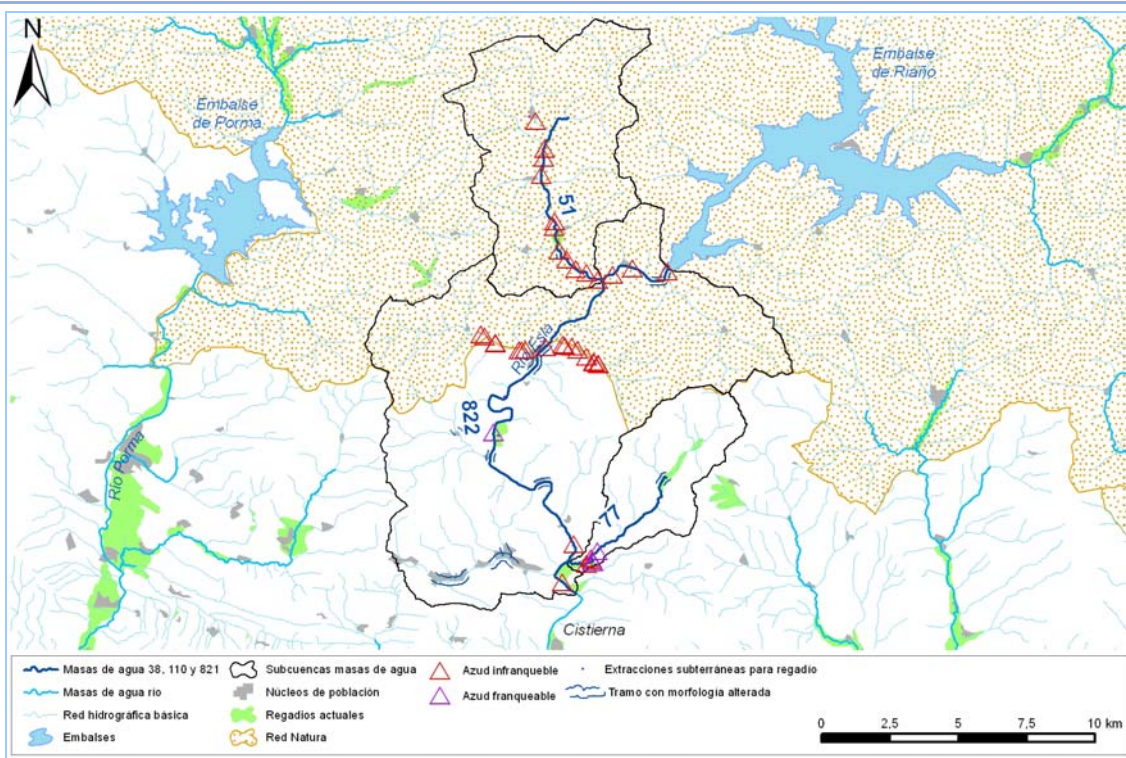 N
Embalse
de Porma
Embalse
de Riaño
51
Río Esla
822
Río Porma
77
Cistierna
Masas de agua 38, 110 y 821
Masas de agua río
Red hidrográfica básica
Embalses
Subcuencas masas de agua
Núcleos de población
Regadíos actuales
Red Natura
Azud infranqueble
Azud franqueable
Extracciones subterráneas para regadío
Tramo con morfología alterada
0 2,5 5 7,5 10 km